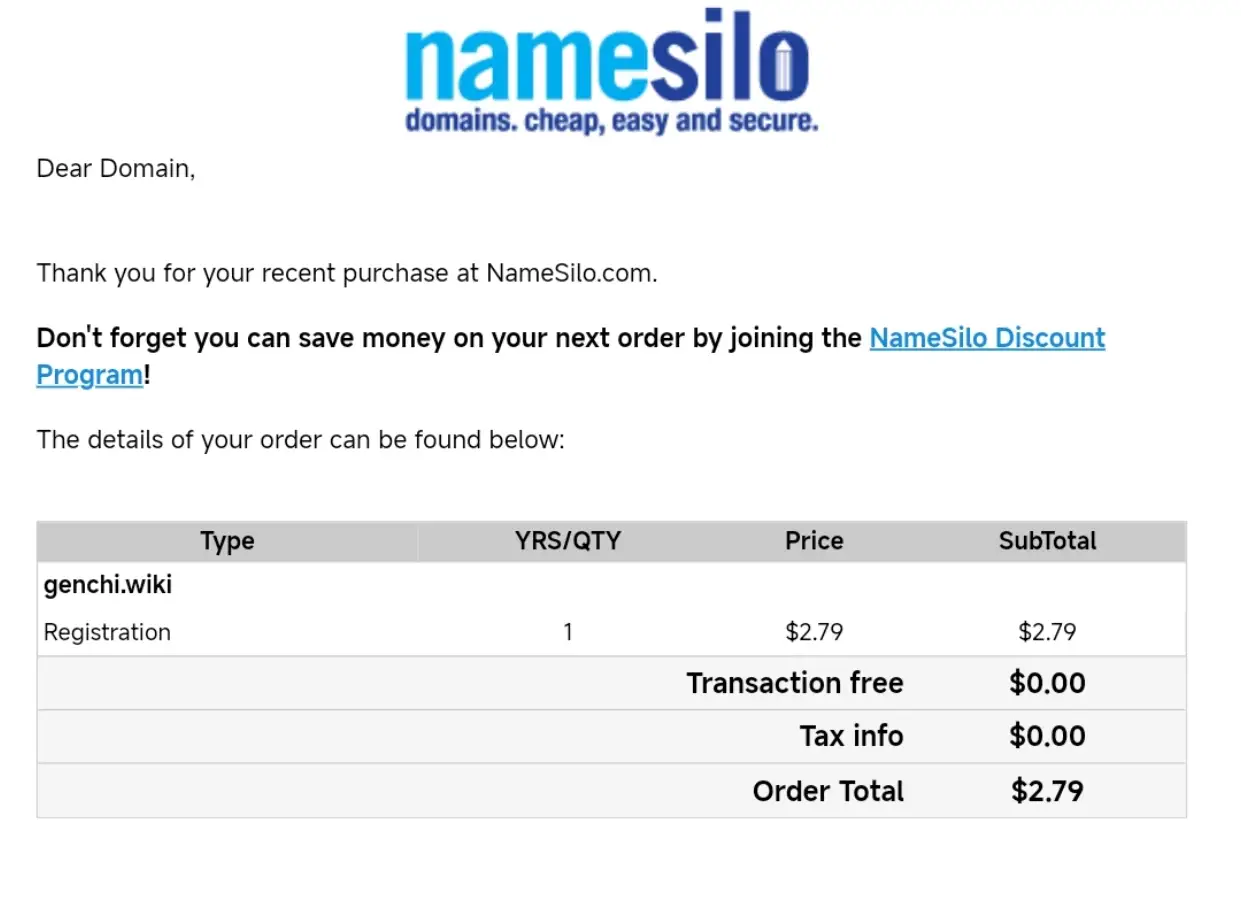 namesilo
domains. cheap, easy and secure.
Dear Domain,
Thank you for your recent purchase at NameSilo.com.
Don't forget you can save money on your next order by joining the NameSilo Discount
Program!
The details of your order can be found below:
Type YRS/QTY Price SubTotal
genchi.wiki
Registration 1 $2.79 $2.79
Transaction free $0.00
Tax info $0.00
Order Total $2.79